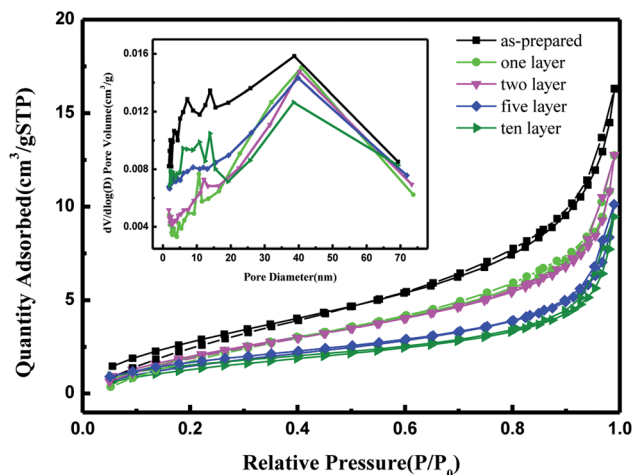 20
15
10
5
0
Quantity Adsorbed(cm³/gSTP)
0.0 0.2 0.4 0.6 0.8 1.0
Relative Pressure(P/P₀)
as-prepared
one layer
two layer
five layer
ten layer
0.016
0.012
0.008
0.004
dV/dlog(D) Pore Volume(cm³/g)
0 10 20 30 40 50 60 70
Pore Diameter(nm)